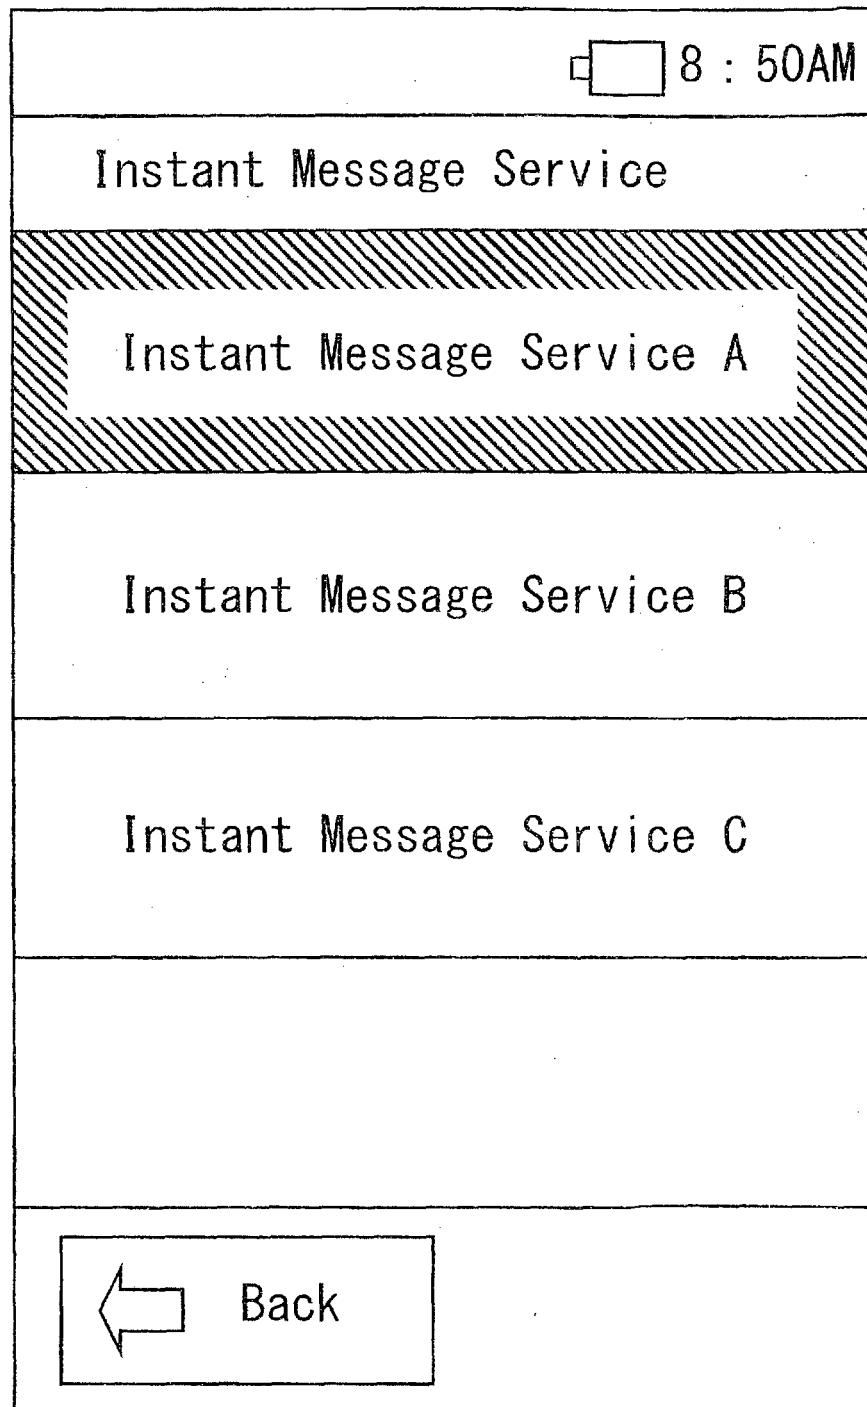 8：50AM
Instant Message Service
Instant Message Service A
Instant Message Service B
Instant Message Service C
Back